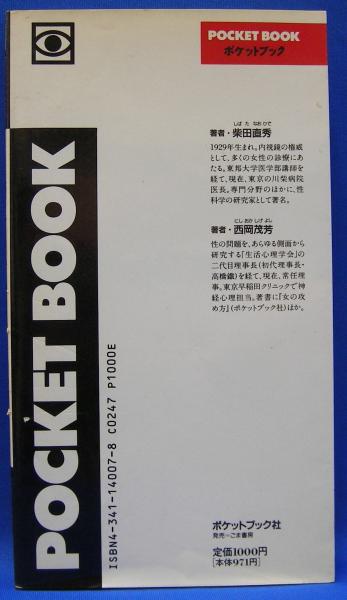 POCKET BOOK
ポケットブック
しば た なお ひで
著者・柴田直秀
1929年生まれ。内視鏡の権威
として、多くの女性の診療にあ
たる。東邦大学医学部講師を
経て、現在、東京の川柴病院
医長。専門分野のほかに、性
科学の研究家として著名。
にし おか しげ よし
著者・西岡茂芳
性の問題を、あらゆる側面から
研究する「生活心理学会」の
二代目理事長(初代理事長・
高橋鐵)を経て、現在、常任理
事。東京早稲田クリニックで神
経心理担当。著書に『女の攻
め方』(ポケットブック社)ほか。
POCKET BOOK
ISBN4-341-14007-8 C0247 P1000E
ポケットブック社
発売=ごま書房
定価1000円
[本体971円]